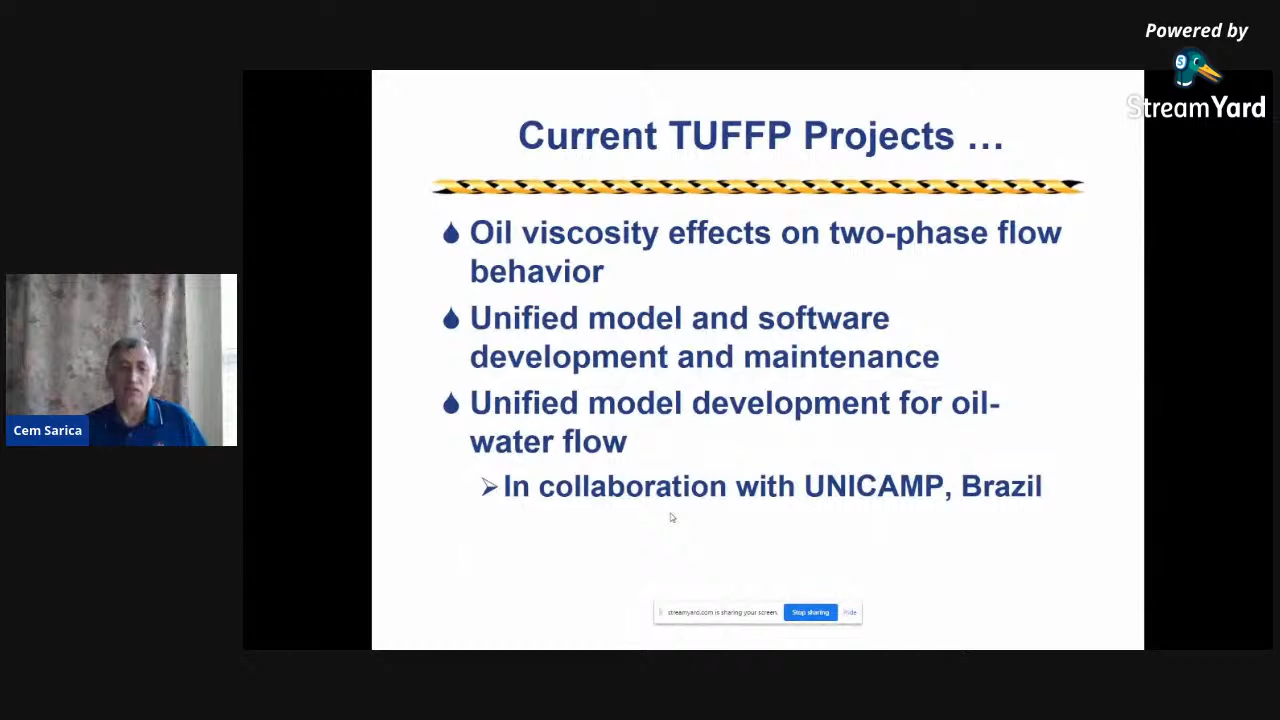 Powered by
StreamYard
Current TUFFP Projects ...
Oil viscosity effects on two-phase flow
behavior
Unified model and software
development and maintenance
Unified model development for oil-
water flow
In collaboration with UNICAMP, Brazil
Cem Sarica
streamyard.com is sharing your screen. Stop sharing Hide